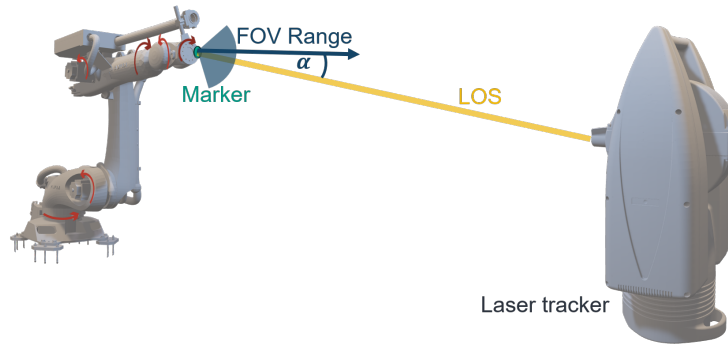 FOV Range
α
Marker
LOS
Laser tracker